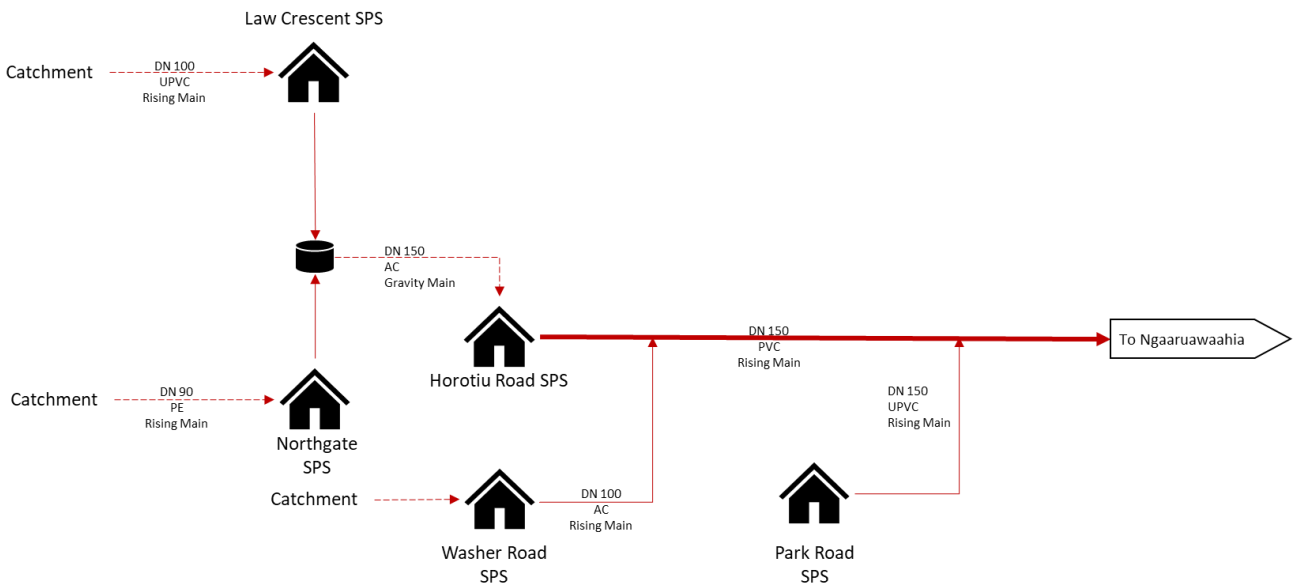 Law Crescent SPS
Catchment
DN 100
UPVC
Rising Main
DN 150
AC
Gravity Main
Horotiu Road SPS
DN 150
PVC
Rising Main
To Ngaaruawaahia
Catchment
DN 90
PE
Rising Main
Northgate
SPS
DN 150
UPVC
Rising Main
Catchment
DN 100
AC
Rising Main
Washer Road
SPS
Park Road
SPS